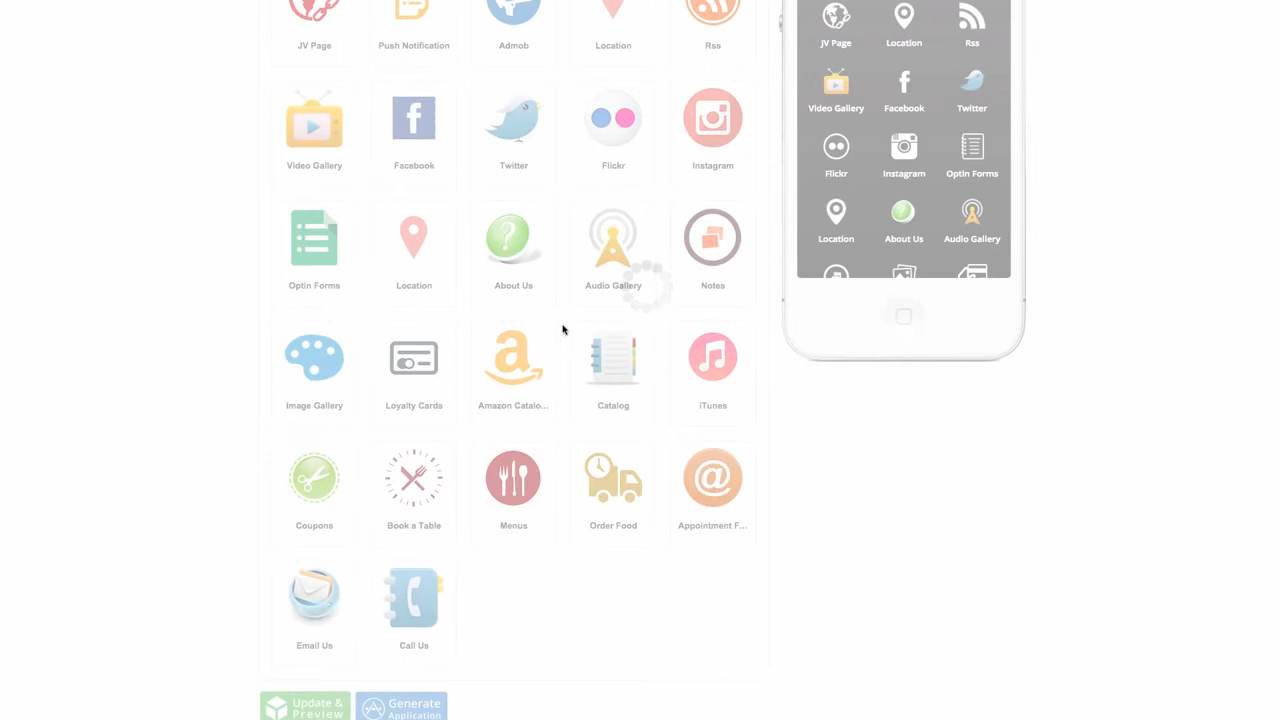 JV Page Push Notification Admob Location Rss
Video Gallery Facebook Twitter Flickr Instagram
Optin Forms Location About Us Audio Gallery Notes
Image Gallery Loyalty Cards Amazon Catalo... Catalog iTunes
Coupons Book a Table Menus Order Food Appointment F...
Email Us Call Us
Update &
Preview
Generate
Application
JV Page Location Rss
Video Gallery Facebook Twitter
Flickr Instagram Optin Forms
Location About Us Audio Gallery